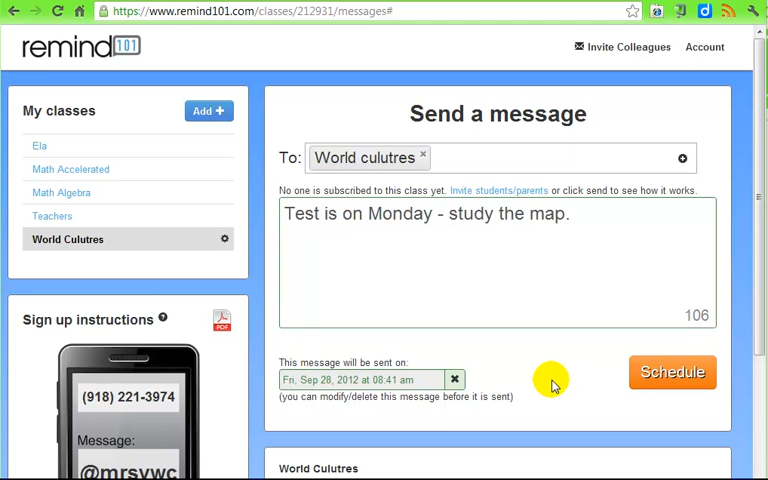 https://www.remind101.com/classes/212931/messages#
remind101
Invite Colleagues
Account
My classes
Add +
Ela
Math Accelerated
Math Algebra
Teachers
World Culutres
Sign up instructions
PDF
(918) 221-3974
Message:
@mrsvwc
Send a message
To: World culutres ×
No one is subscribed to this class yet. Invite students/parents or click send to see how it works.
Test is on Monday - study the map.
106
This message will be sent on:
Fri, Sep 28, 2012 at 08:41 am
(you can modify/delete this message before it is sent)
Schedule
World Culutres